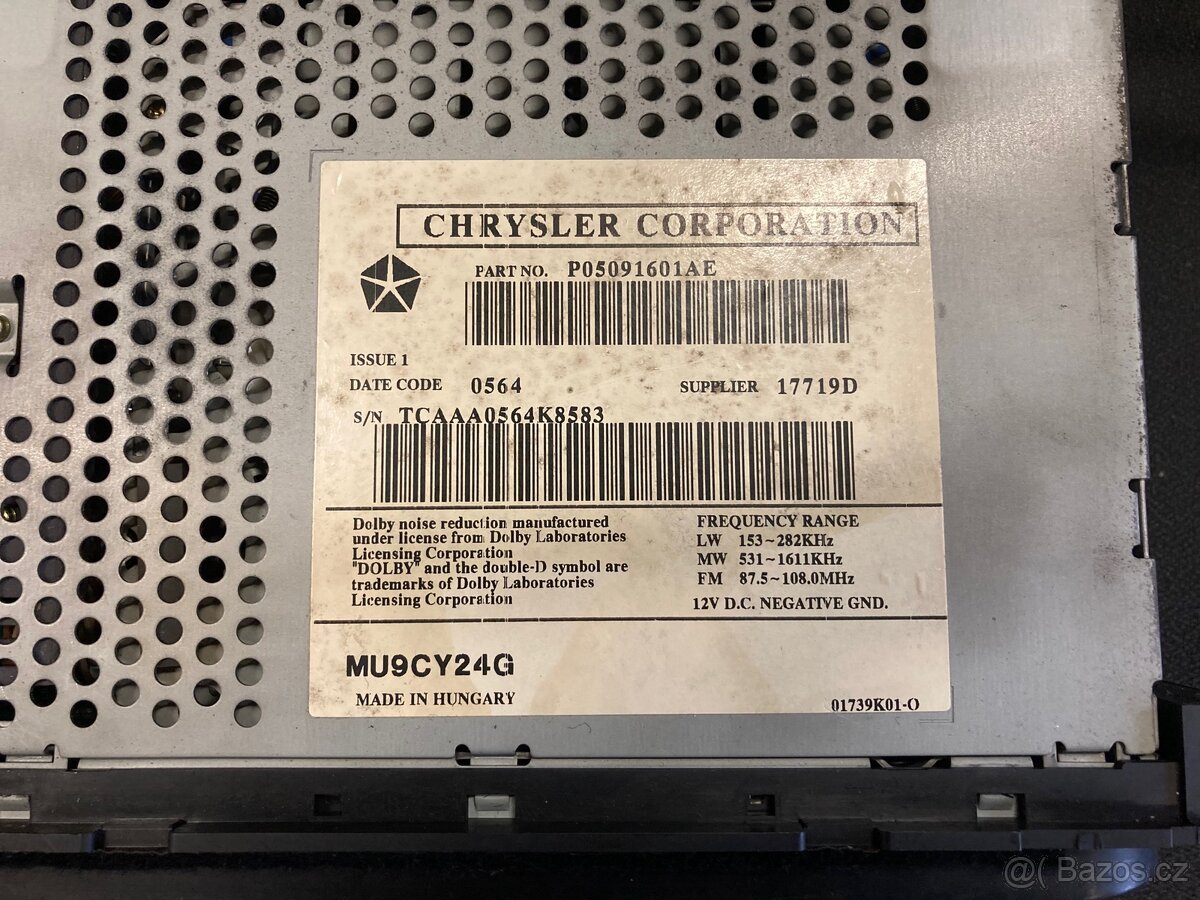 CHRYSLER CORPORATION
PART NO. P05091601AE
ISSUE 1
DATE CODE 0564 SUPPLIER 17719D
S/N TCAAA0564K8583
Dolby noise reduction manufactured
under license from Dolby Laboratories
Licensing Corporation
"DOLBY" and the double-D symbol are
trademarks of Dolby Laboratories
Licensing Corporation
FREQUENCY RANGE
LW 153~282KHz
MW 531~1611KHz
FM 87.5~108.0MHz
12V D.C. NEGATIVE GND.
MU9CY24G
MADE IN HUNGARY
01739K01-O
@( Bazos.cz